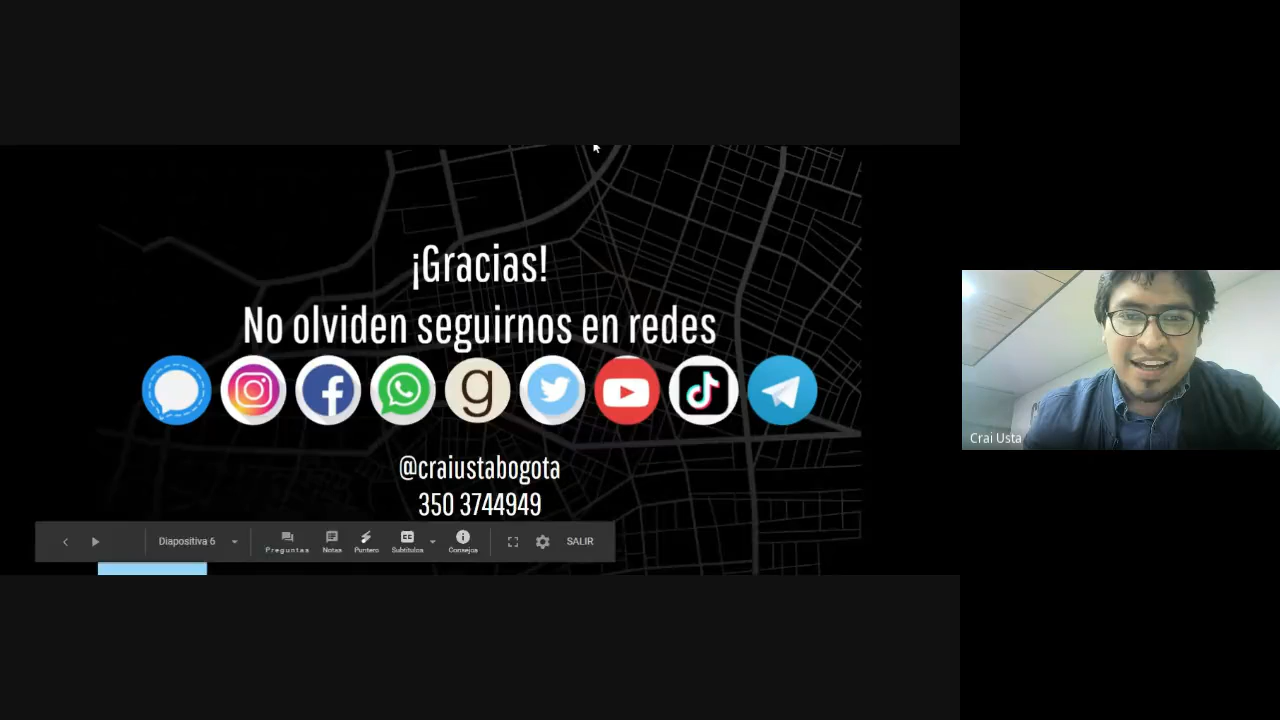 ¡Gracias!
No olviden seguirnos en redes
g
@craiustabogota
350 3744949
Diapositiva 6
Preguntas
Notas
Puntero
Subtítulos
Consejos
SALIR
Crai Usta